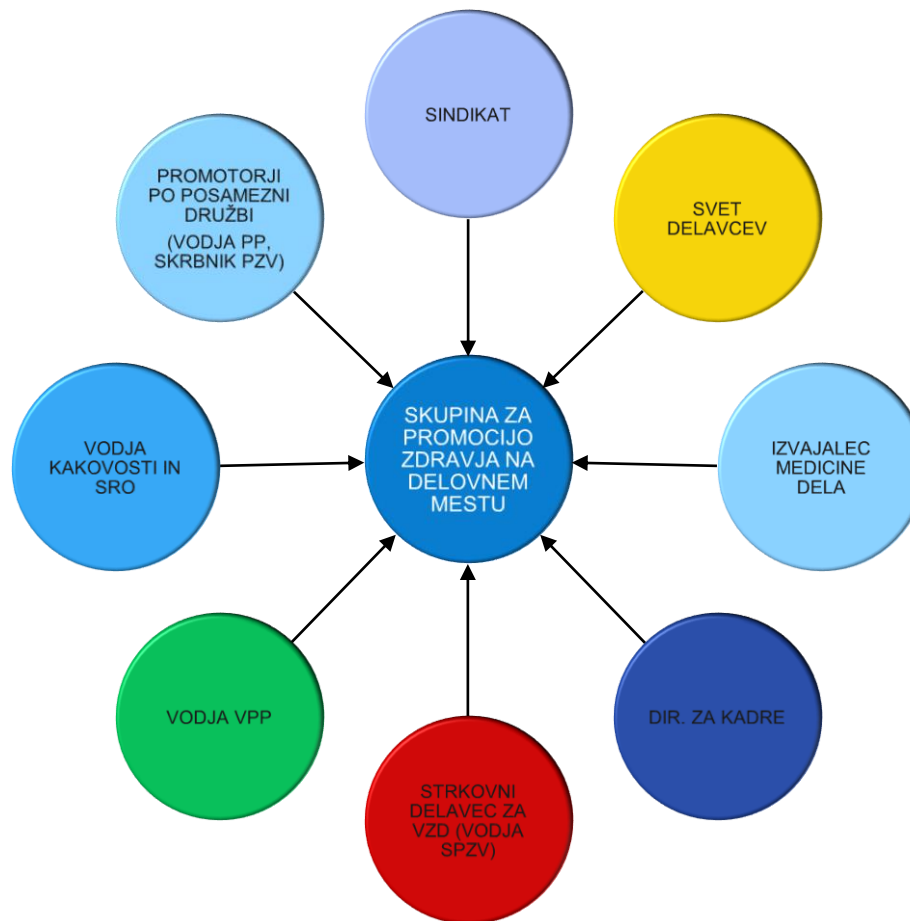 SINDIKAT
SVET
DELAVCEV
IZVAJALEC
MEDICINE
DELA
DIR. ZA KADRE
STRKOVNI
DELAVEC ZA
VZD (VODJA
SPZV)
VODJA VPP
VODJA
KAKOVOSTI IN
SRO
PROMOTORJI
PO POSAMEZNI
DRUŽBI
(VODJA PP,
SKRBNIK PZV)
SKUPINA ZA
PROMOCIJO
ZDRAVJA NA
DELOVNEM
MESTU